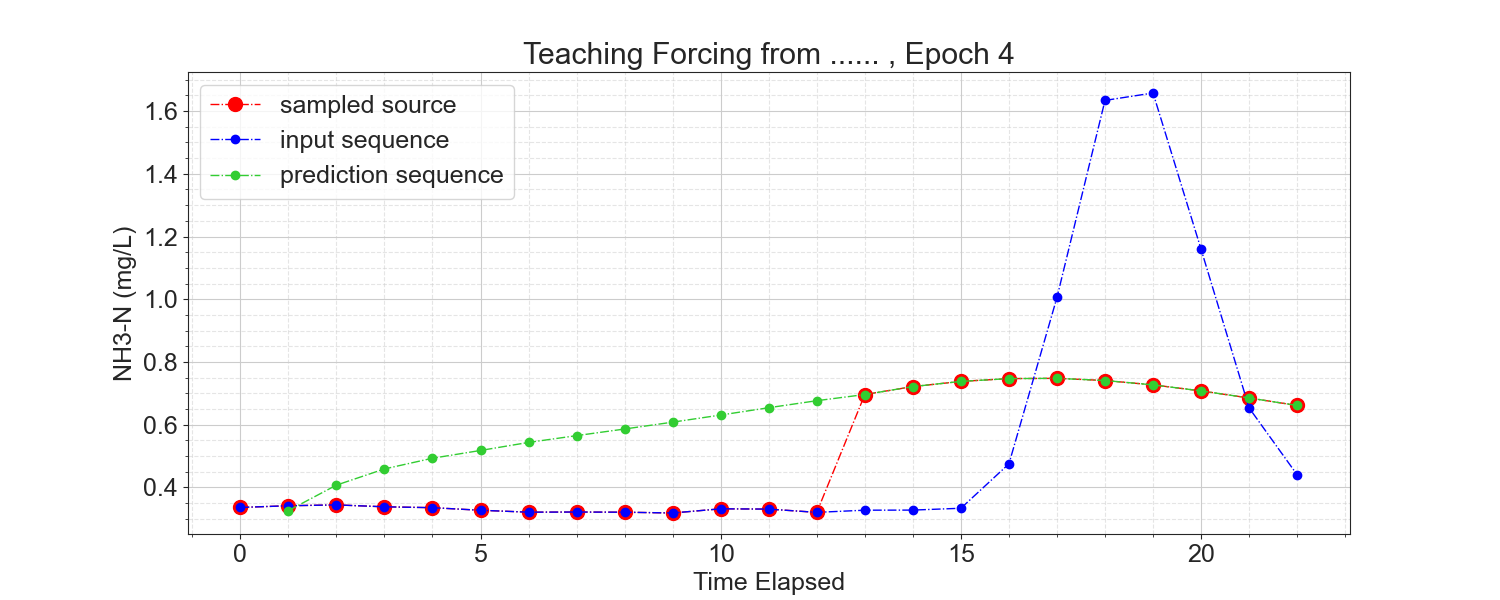 Teaching Forcing from ...... , Epoch 4
sampled source
input sequence
prediction sequence
NH3-N (mg/L)
1.6
1.4
1.2
1.0
0.8
0.6
0.4
0 5 10 15 20
Time Elapsed